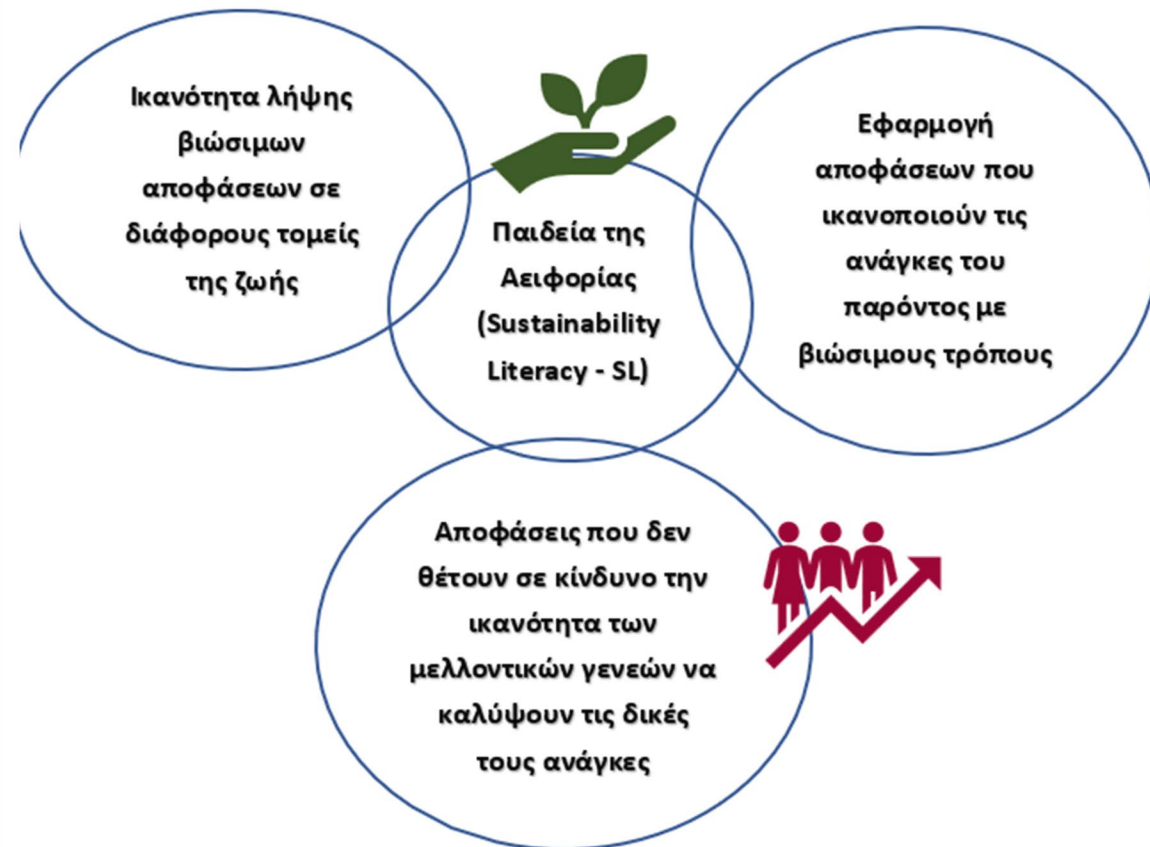 Ικανότητα λήψης
βιώσιμων
αποφάσεων σε
διάφορους τομείς
της ζωής
Παιδεία της
Αειφορίας
(Sustainability
Literacy - SL)
Εφαρμογή
αποφάσεων που
ικανοποιούν τις
ανάγκες του
παρόντος με
βιώσιμους τρόπους
Αποφάσεις που δεν
θέτουν σε κίνδυνο την
ικανότητα των
μελλοντικών γενεών να
καλύψουν τις δικές
τους ανάγκες